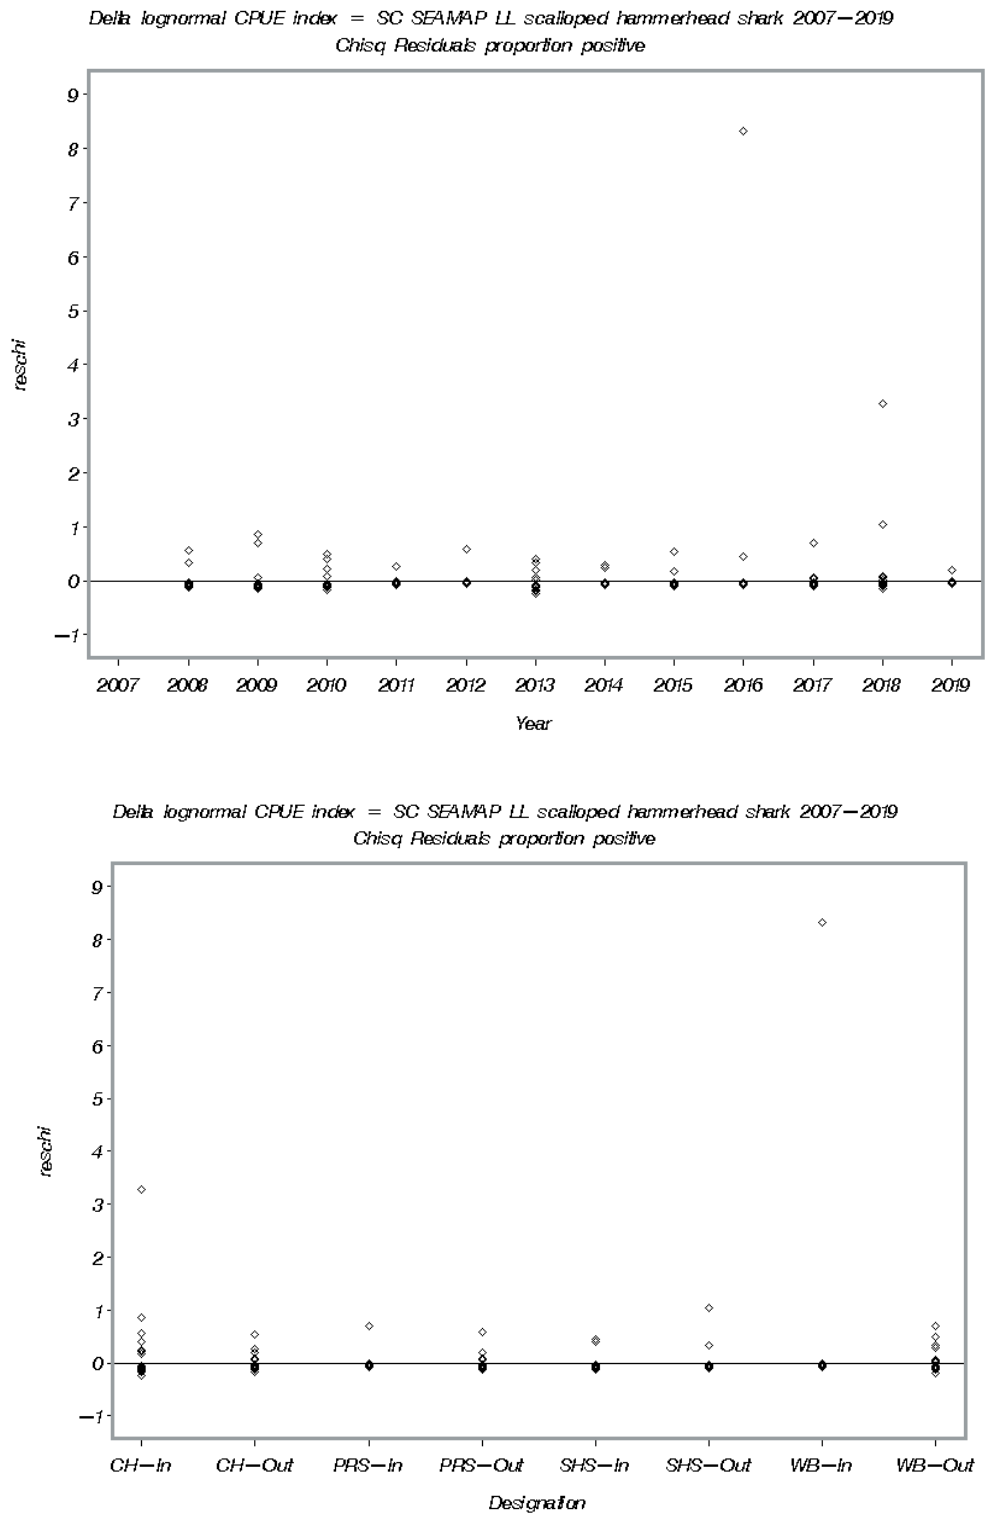 Delta lognormal CPUE index = SC SEAMAP LL scalloped hammerhead shark 2007−2019
Chisq Residuals proportion positive
9
8
7
6
5
4
3
2
1
0
−1
reschi
2007 2008 2009 2010 2011 2012 2013 2014 2015 2016 2017 2018 2019
Year
Delta lognormal CPUE index = SC SEAMAP LL scalloped hammerhead shark 2007−2019
Chisq Residuals proportion positive
9
8
7
6
5
4
3
2
1
0
−1
reschi
CH−In CH−Out PRS−In PRS−Out SHS−In SHS−Out WB−In WB−Out
Designation